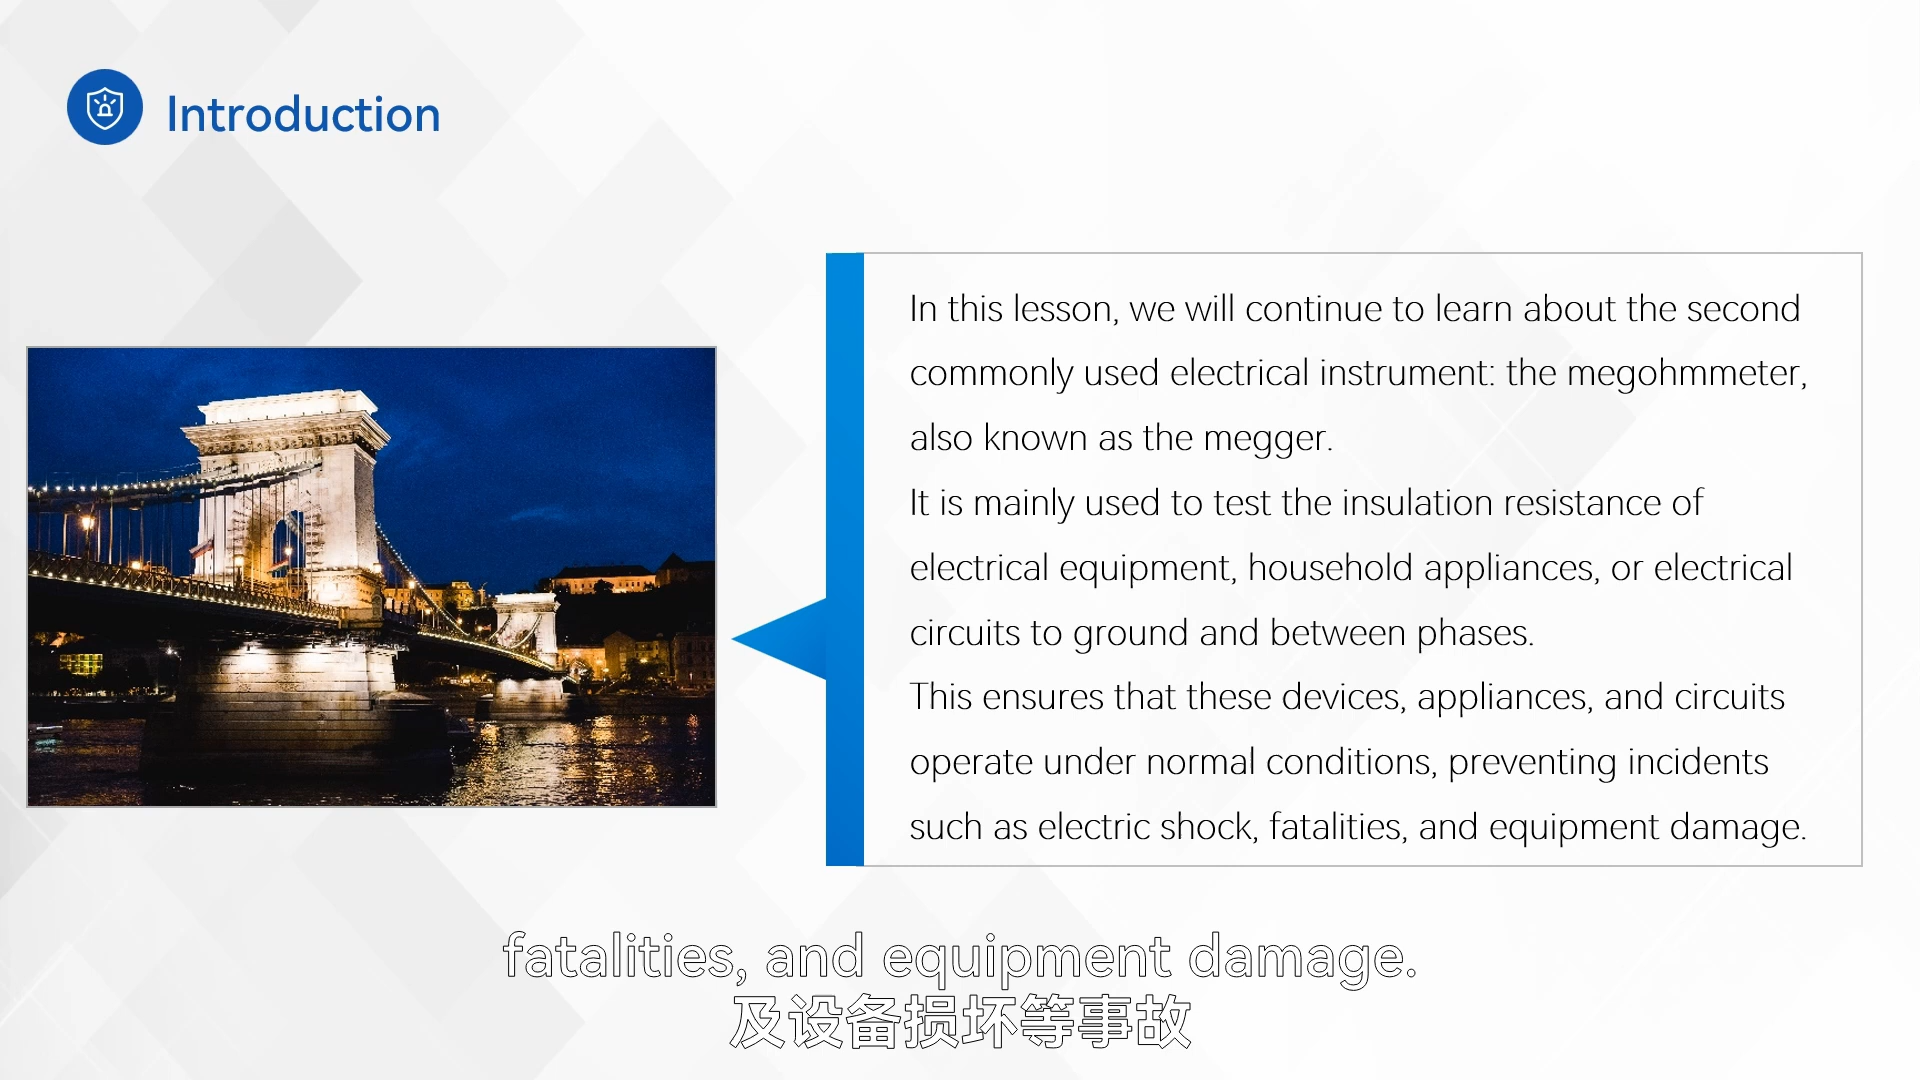 Introduction
In this lesson, we will continue to learn about the second
commonly used electrical instrument: the megohmmeter,
also known as the megger.
It is mainly used to test the insulation resistance of
electrical equipment, household appliances, or electrical
circuits to ground and between phases.
This ensures that these devices, appliances, and circuits
operate under normal conditions, preventing incidents
such as electric shock, fatalities, and equipment damage.
fatalities, and equipment damage.
及设备损坏等事故